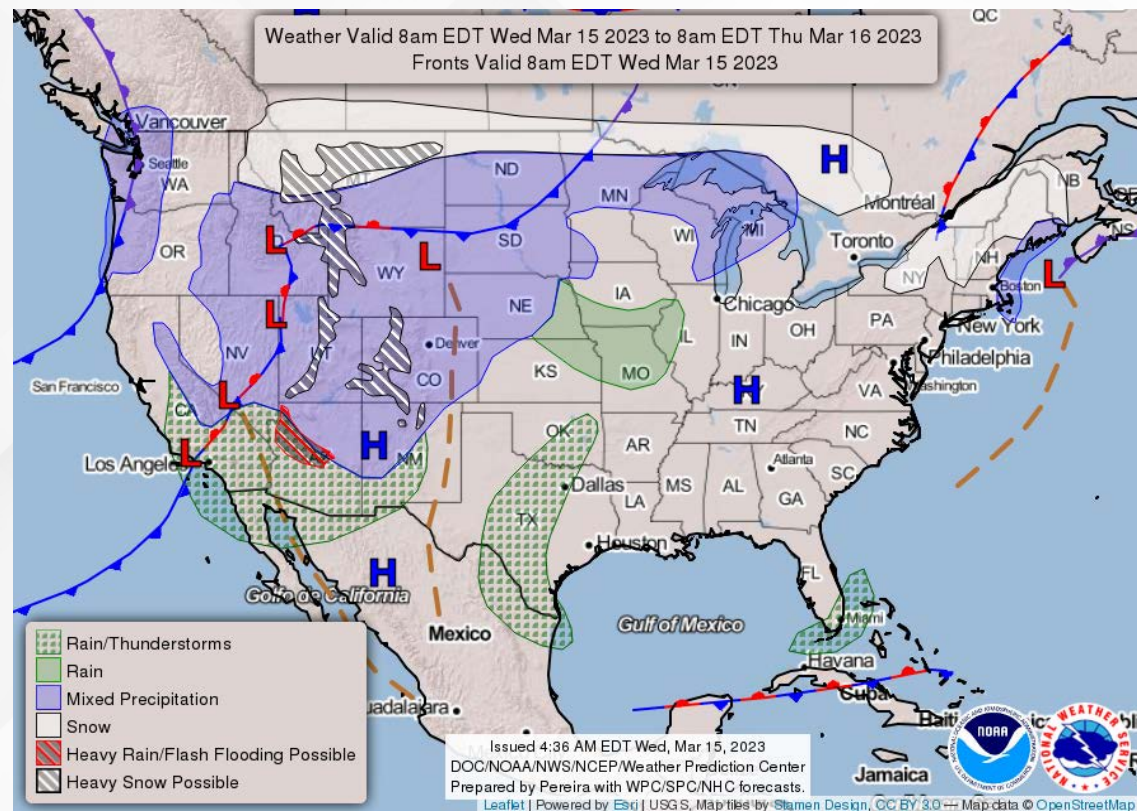 QC
Weather Valid 8am EDT Wed Mar 15 2023 to 8am EDT Thu Mar 16 2023
Fronts Valid 8am EDT Wed Mar 15 2023
Vancouver
Seattle
WA
ND
MN
H
Montréal
NB
OR
L
L
WY
SD
WI
MI
Toronto
NY
NH
NS
L
Boston
L
NV
UT
NE
IA
Chicago
New York
Denver
CO
KS
IL
IN
OH
PA
Philadelphia
San Francisco
CA
L
MO
H
VA
Washington
Los Angeles
L
H
NM
OK
AR
TN
NC
Dallas
MS
AL
Atlanta
GA
SC
TX
LA
Houston
FL
H
Golfo de California
Mexico
Gulf of Mexico
Miami
Havana
Cuba
Jamaica
Rain/Thunderstorms
Rain
Mixed Precipitation
Snow
Heavy Rain/Flash Flooding Possible
Heavy Snow Possible
Issued 4:36 AM EDT Wed, Mar 15, 2023
DOC/NOAA/NWS/NCEP/Weather Prediction Center
Prepared by Pereira with WPC/SPC/NHC forecasts.
NOAA
NATIONAL WEATHER SERVICE
Leaflet | Powered by Esri | USGS, Map tiles by Stamen Design, CC BY 3.0 — Map data © OpenStreetMap